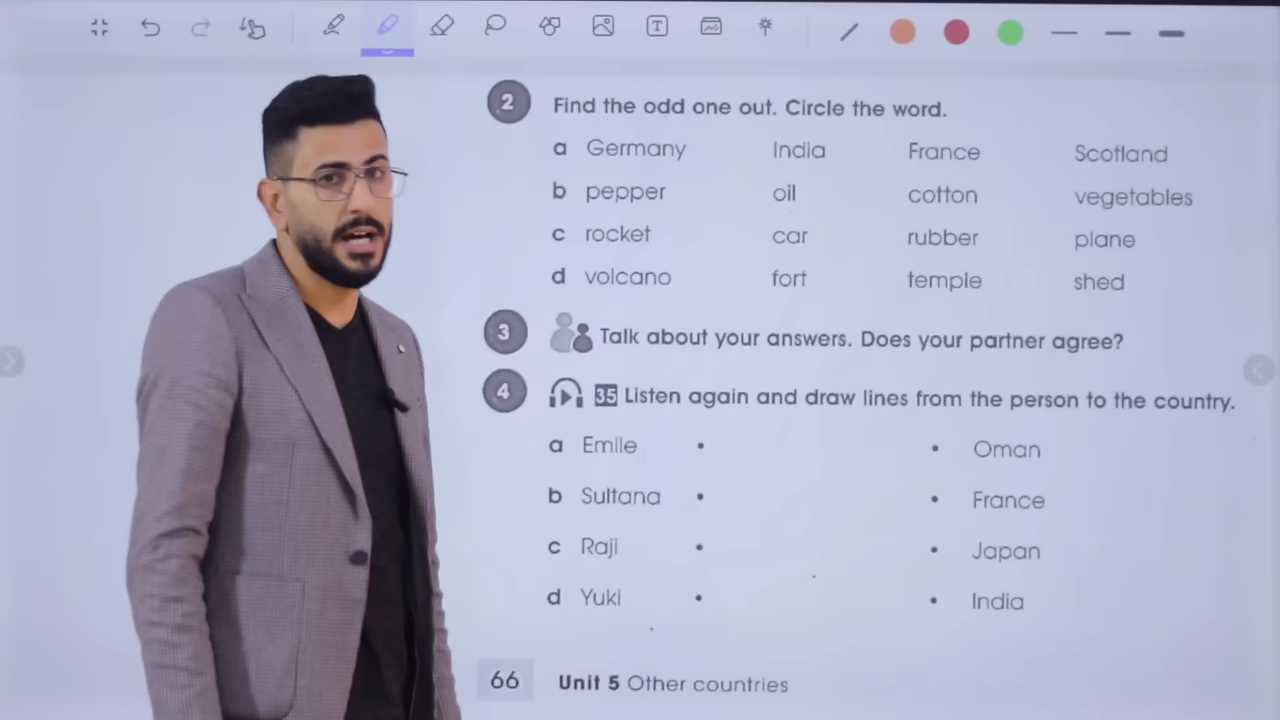 2 Find the odd one out. Circle the word.
a Germany India France Scotland
b pepper oil cotton vegetables
c rocket car rubber plane
d volcano fort temple shed
3 Talk about your answers. Does your partner agree?
4 35 Listen again and draw lines from the person to the country.
a Emile • • Oman
b Sultana • • France
c Raji • • Japan
d Yuki • • India
66 Unit 5 Other countries